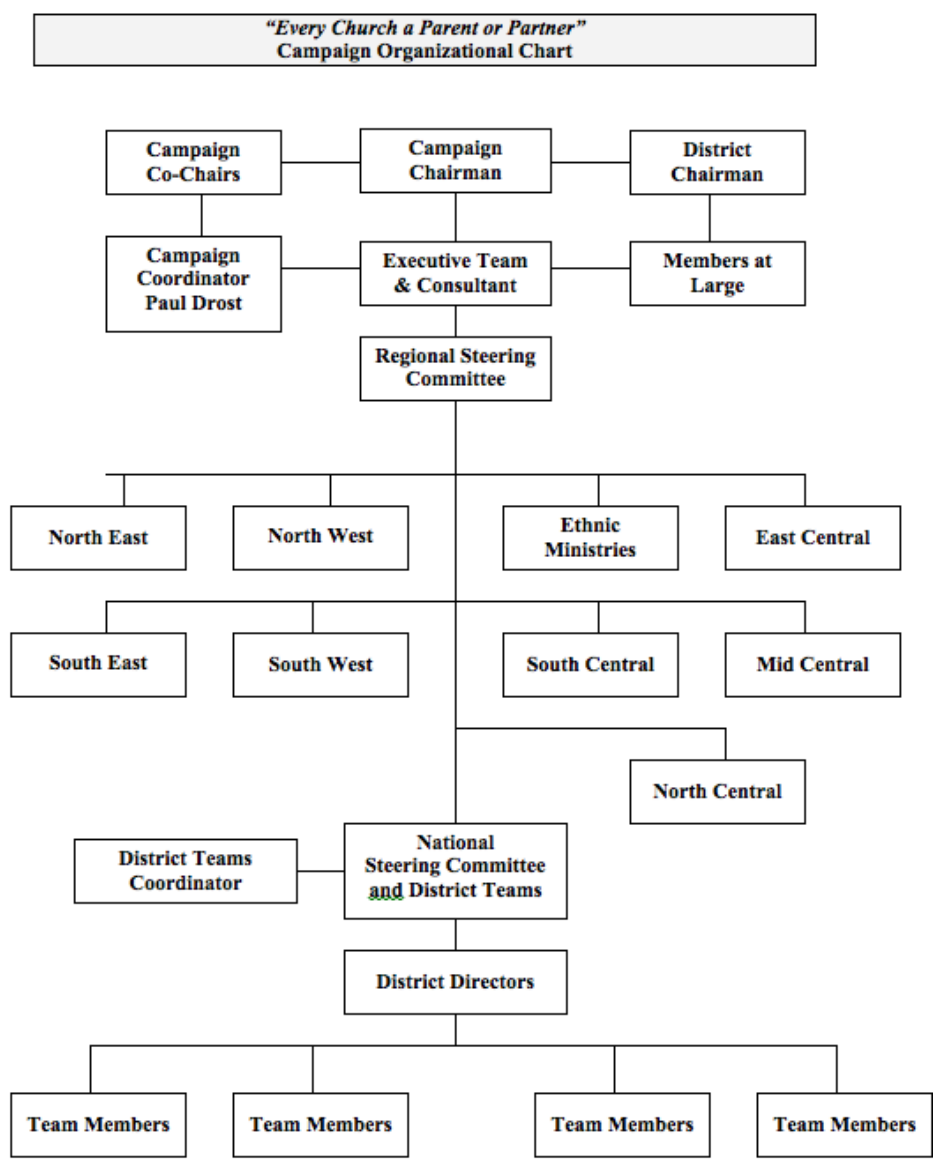 “Every Church a Parent or Partner”
Campaign Organizational Chart
Campaign
Co-Chairs
Campaign
Chairman
District
Chairman
Campaign
Coordinator
Paul Drost
Executive Team
& Consultant
Members at
Large
Regional Steering
Committee
North East
North West
Ethnic
Ministries
East Central
South East
South West
South Central
Mid Central
North Central
District Teams
Coordinator
National
Steering Committee
and District Teams
District Directors
Team Members
Team Members
Team Members
Team Members